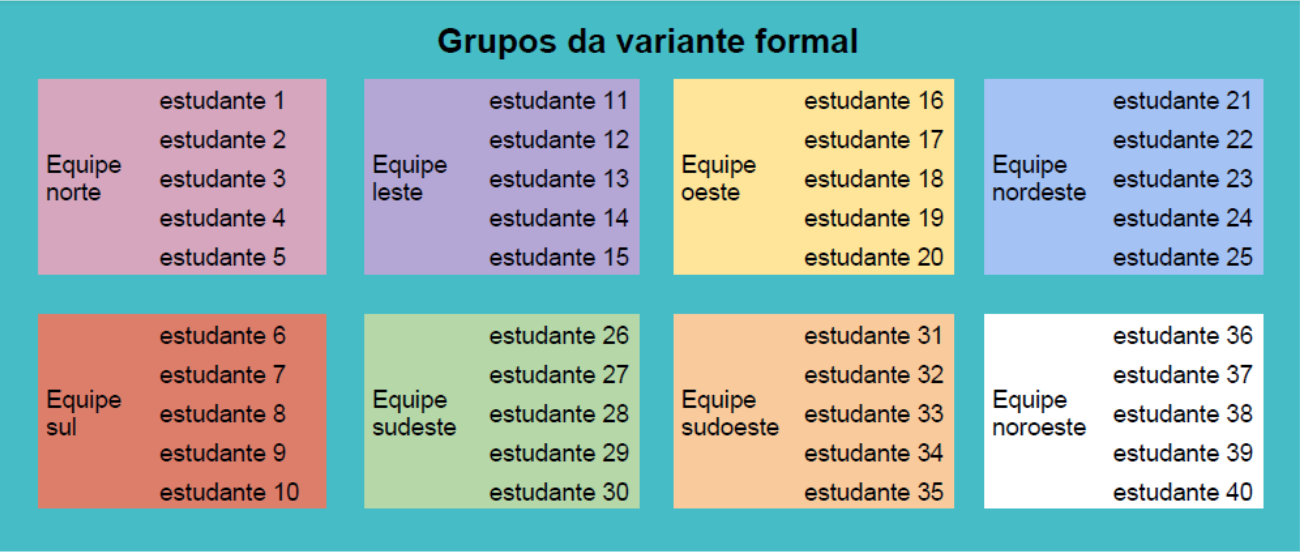 Grupos da variante formal
Equipe
norte
estudante 1
estudante 2
estudante 3
estudante 4
estudante 5
Equipe
leste
estudante 11
estudante 12
estudante 13
estudante 14
estudante 15
Equipe
oeste
estudante 16
estudante 17
estudante 18
estudante 19
estudante 20
Equipe
nordeste
estudante 21
estudante 22
estudante 23
estudante 24
estudante 25
Equipe
sul
estudante 6
estudante 7
estudante 8
estudante 9
estudante 10
Equipe
sudeste
estudante 26
estudante 27
estudante 28
estudante 29
estudante 30
Equipe
sudoeste
estudante 31
estudante 32
estudante 33
estudante 34
estudante 35
Equipe
noroeste
estudante 36
estudante 37
estudante 38
estudante 39
estudante 40